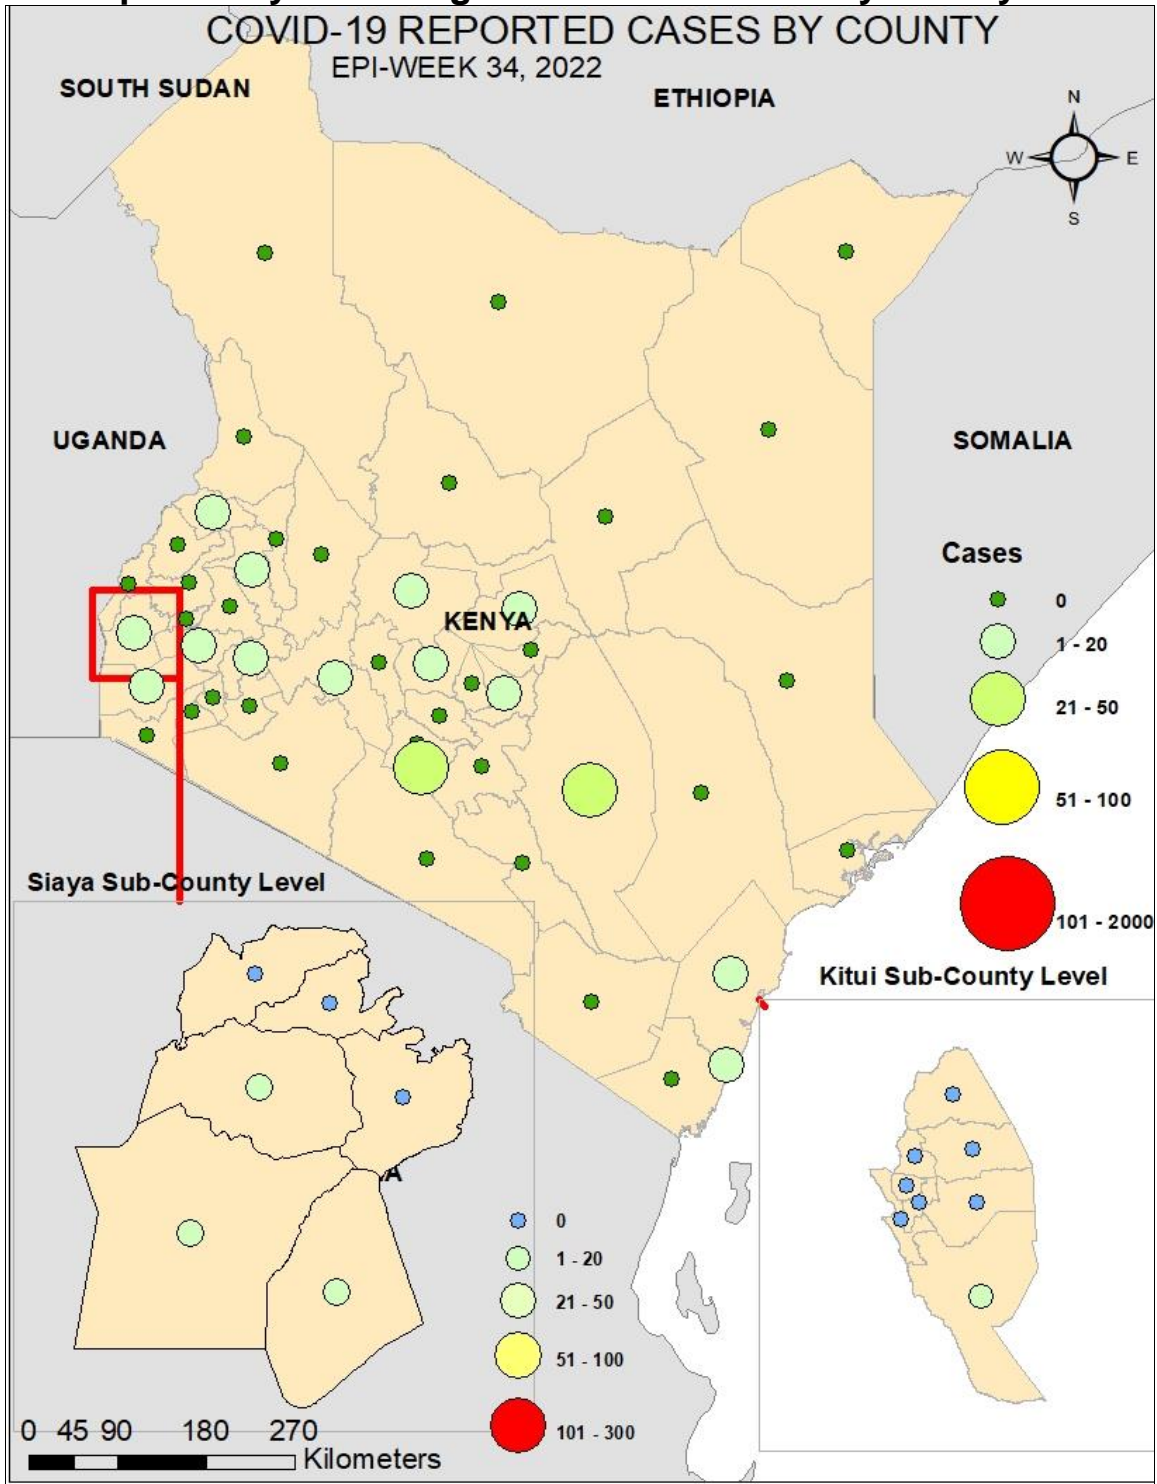 COVID-19 REPORTED CASES BY COUNTY
EPI-WEEK 34, 2022
SOUTH SUDAN
ETHIOPIA
N
W
E
S
UGANDA
SOMALIA
Cases
0
1 - 20
21 - 50
51 - 100
101 - 2000
KENYA
Siaya Sub-County Level
Kitui Sub-County Level
0
1 - 20
21 - 50
51 - 100
101 - 300
0 45 90 180 270
Kilometers